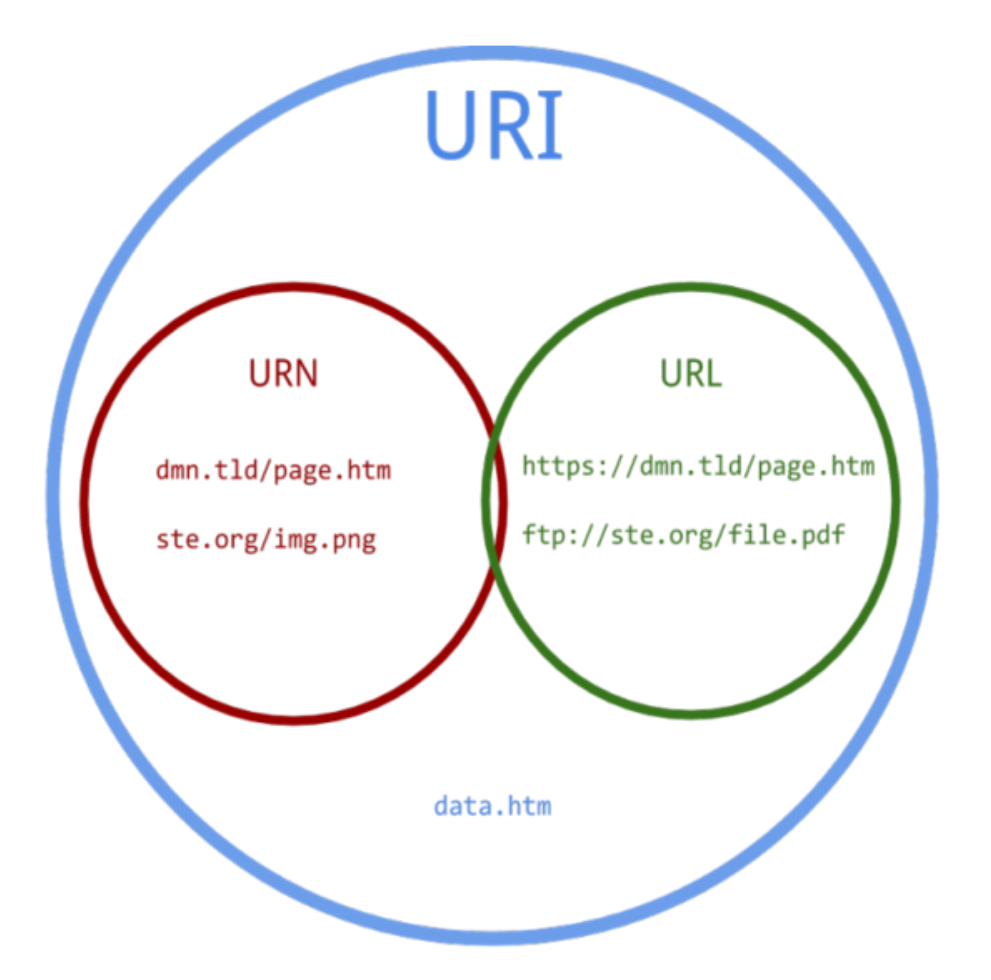 URI
URN
URL
dmn.tld/page.htm
https://dmn.tld/page.htm
ste.org/img.png
ftp://ste.org/file.pdf
data.htm